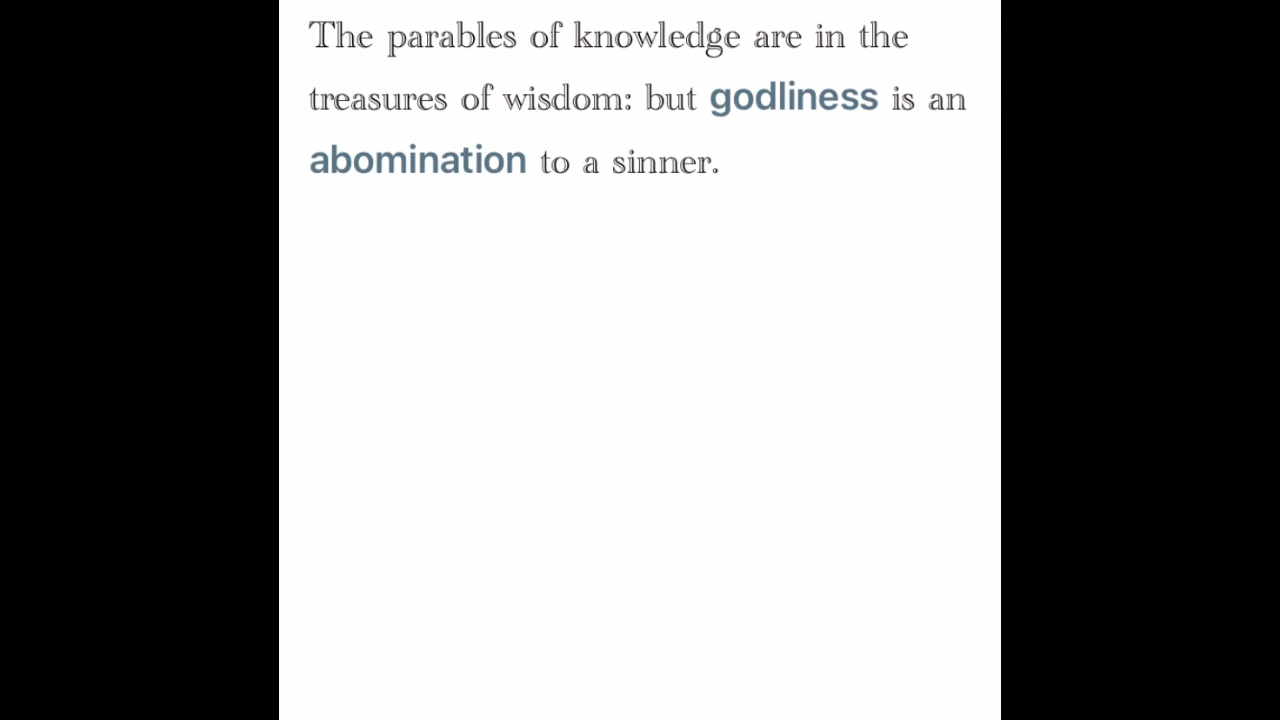 The parables of knowledge are in the
treasures of wisdom: but godliness is an
abomination to a sinner.